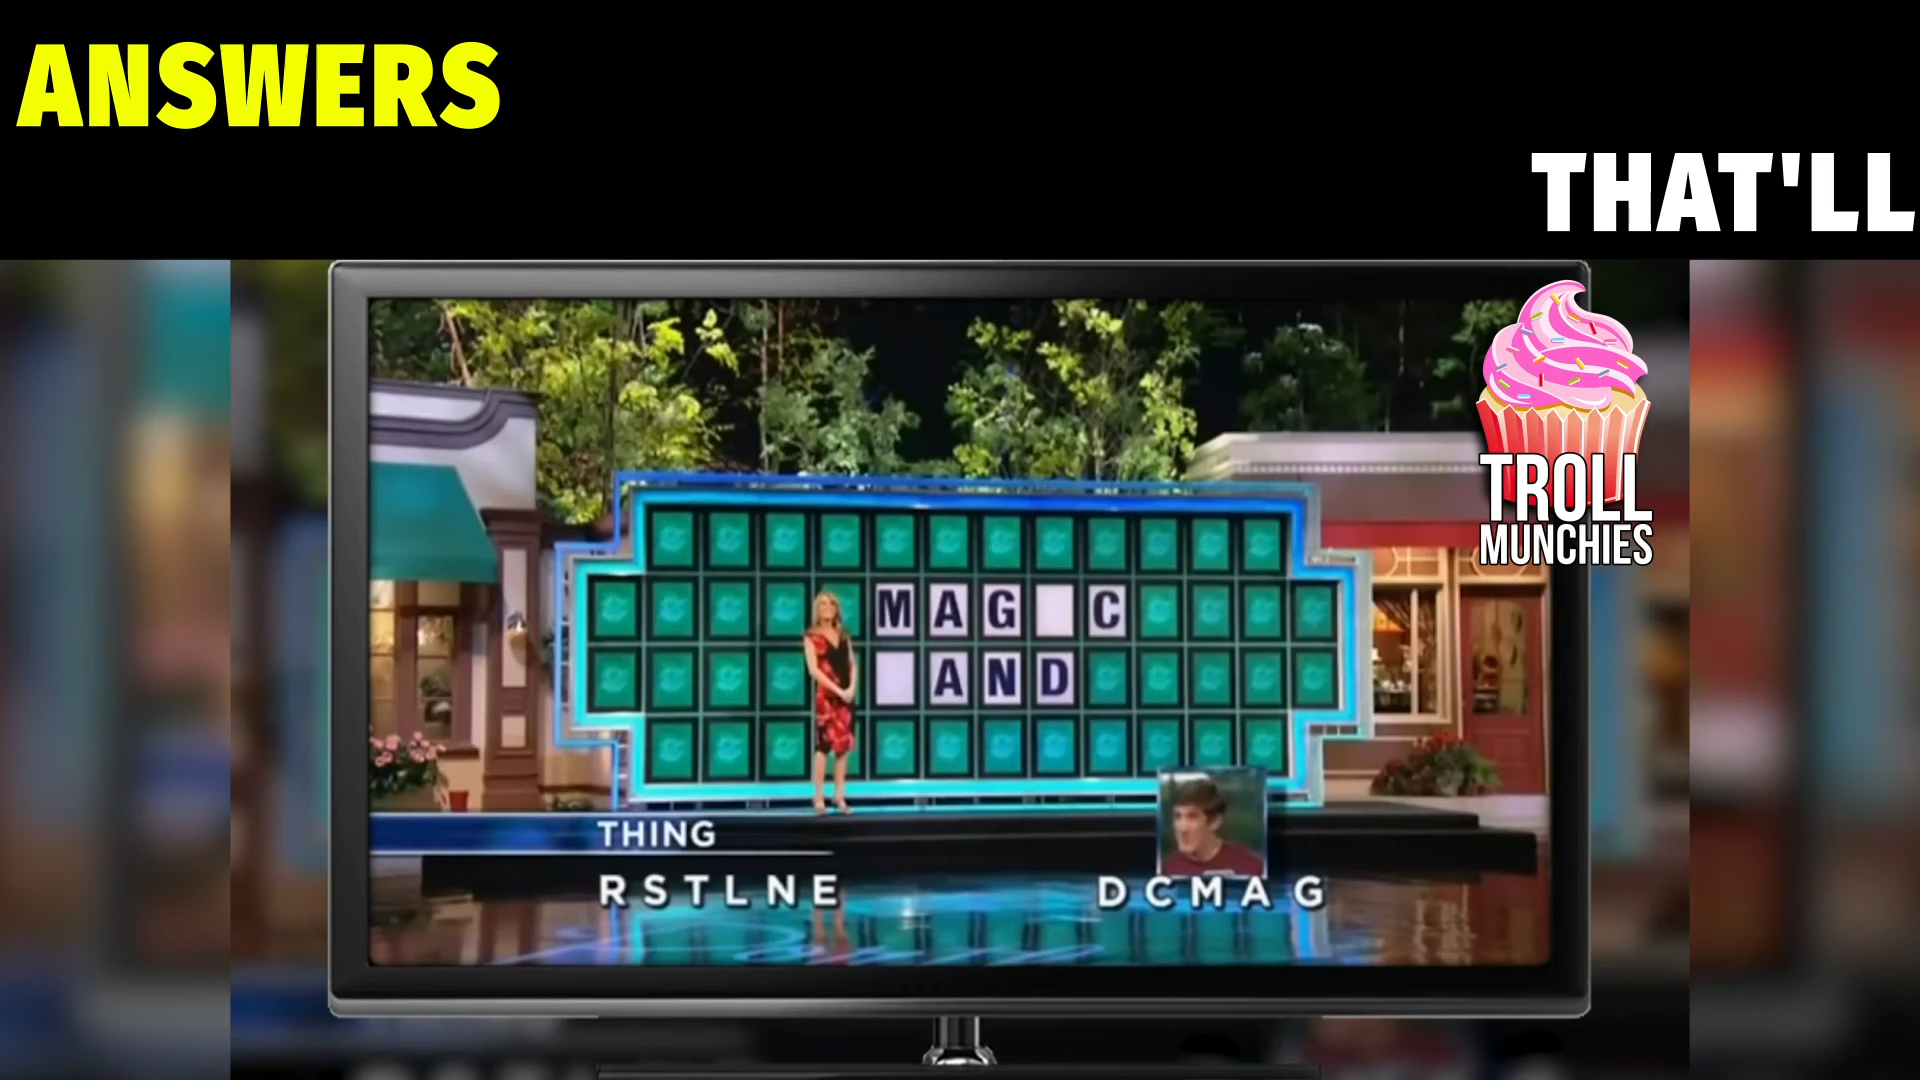 ANSWERS
THAT'LL
TROLL
MUNCHIES
MAG C
AND
THING
RSTLNE
DCMAG